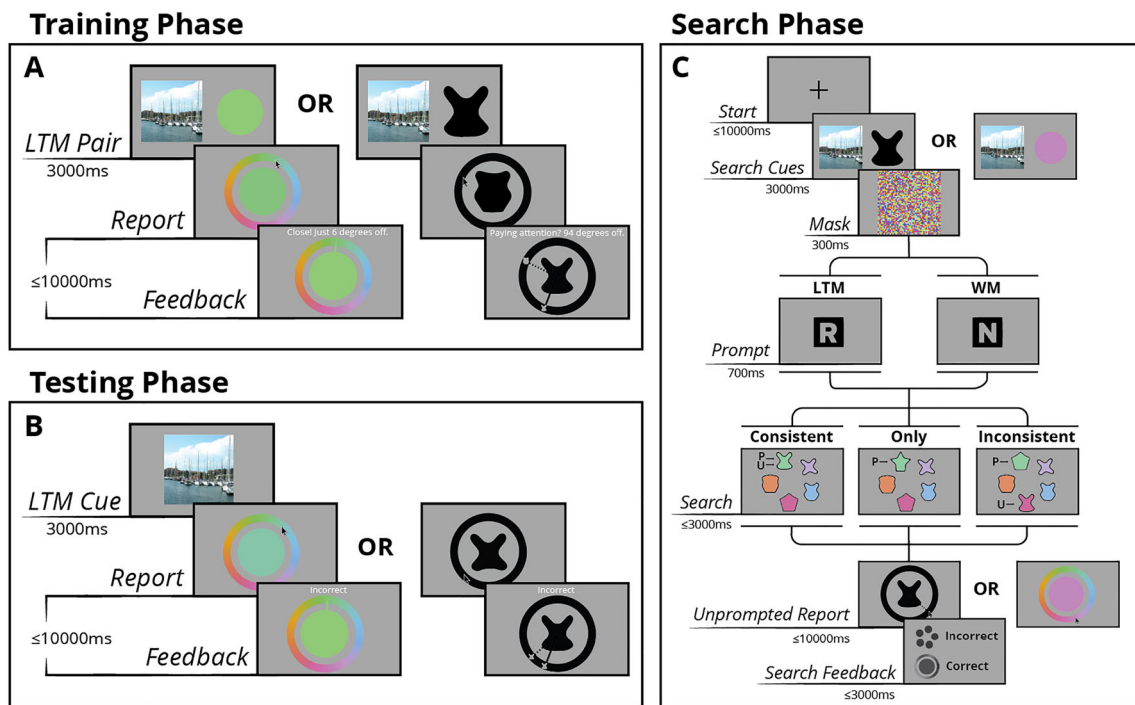 Training Phase
A
OR
LTM Pair
3000ms
Report
Close! Just 6 degrees off.
Paying attention? 94 degrees off.
≤10000ms
Feedback
Testing Phase
B
LTM Cue
3000ms
OR
Report
Incorrect
Incorrect
≤10000ms
Feedback
Search Phase
C
Start
≤10000ms
OR
Search Cues
3000ms
Mask
300ms
LTM
WM
R
N
Prompt
700ms
Consistent
Only
Inconsistent
P
U
P
P
U
Search
≤3000ms
OR
Unprompted Report
≤10000ms
Incorrect
Correct
Search Feedback
≤3000ms